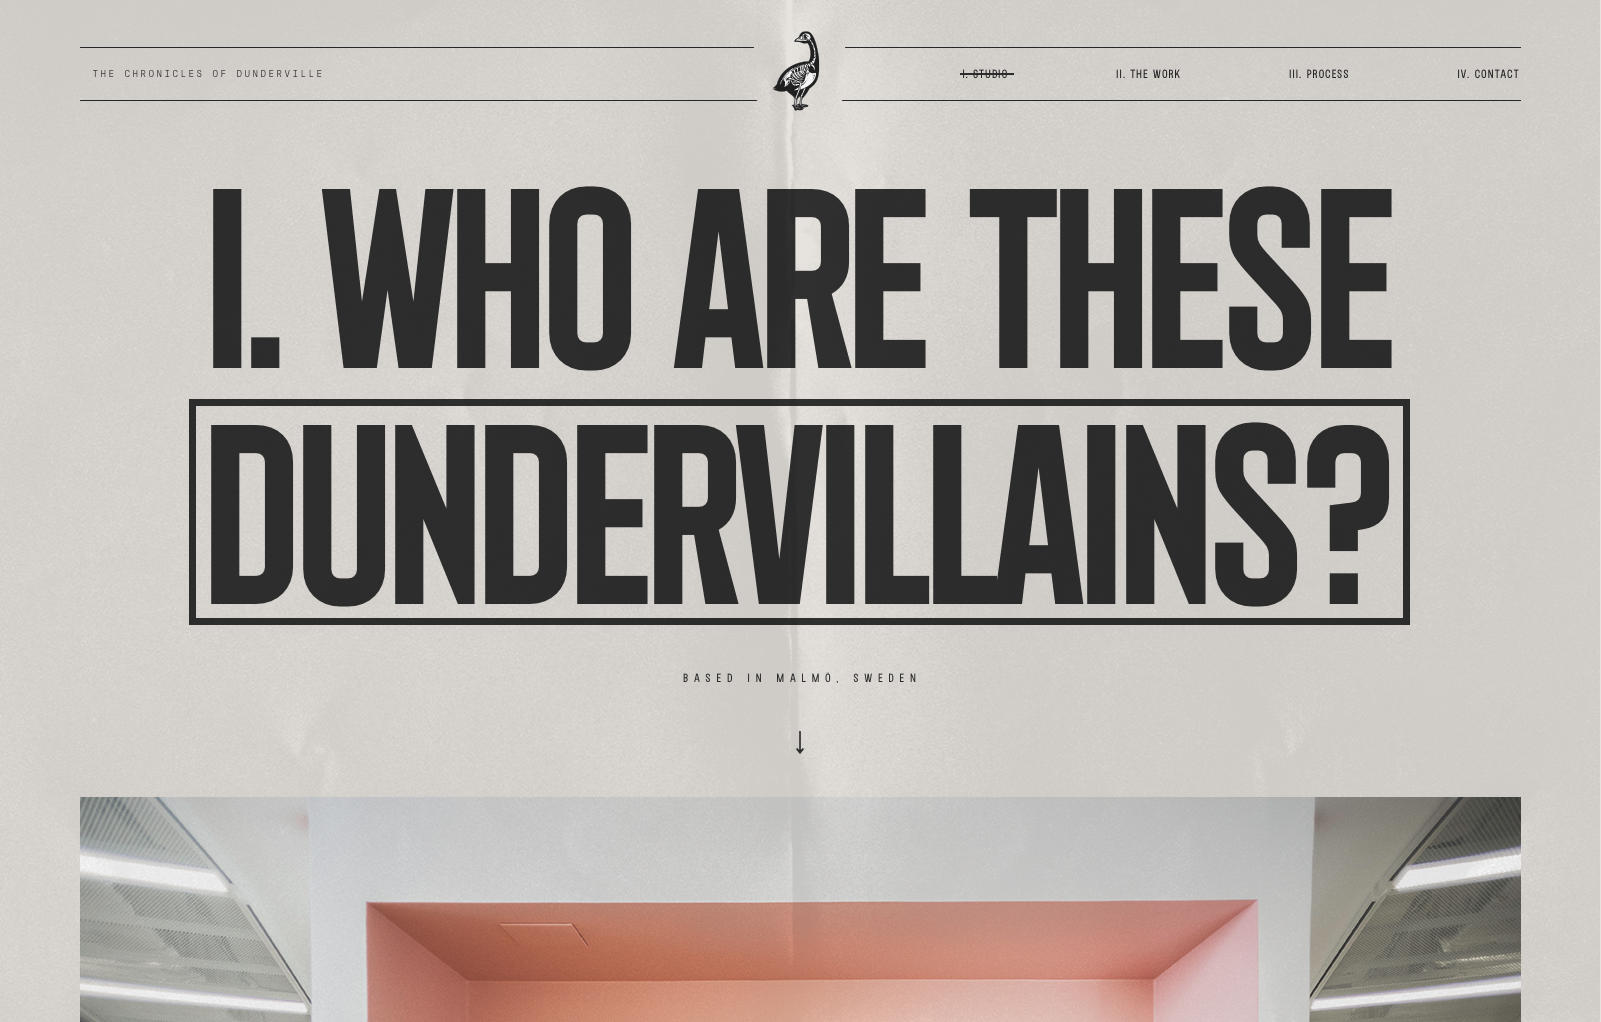 THE CHRONICLES OF DUNDERVILLE
I. STUDIO
II. THE WORK
III. PROCESS
IV. CONTACT
I. WHO ARE THESE
DUNDERVILLAINS?
BASED IN MALMÖ, SWEDEN